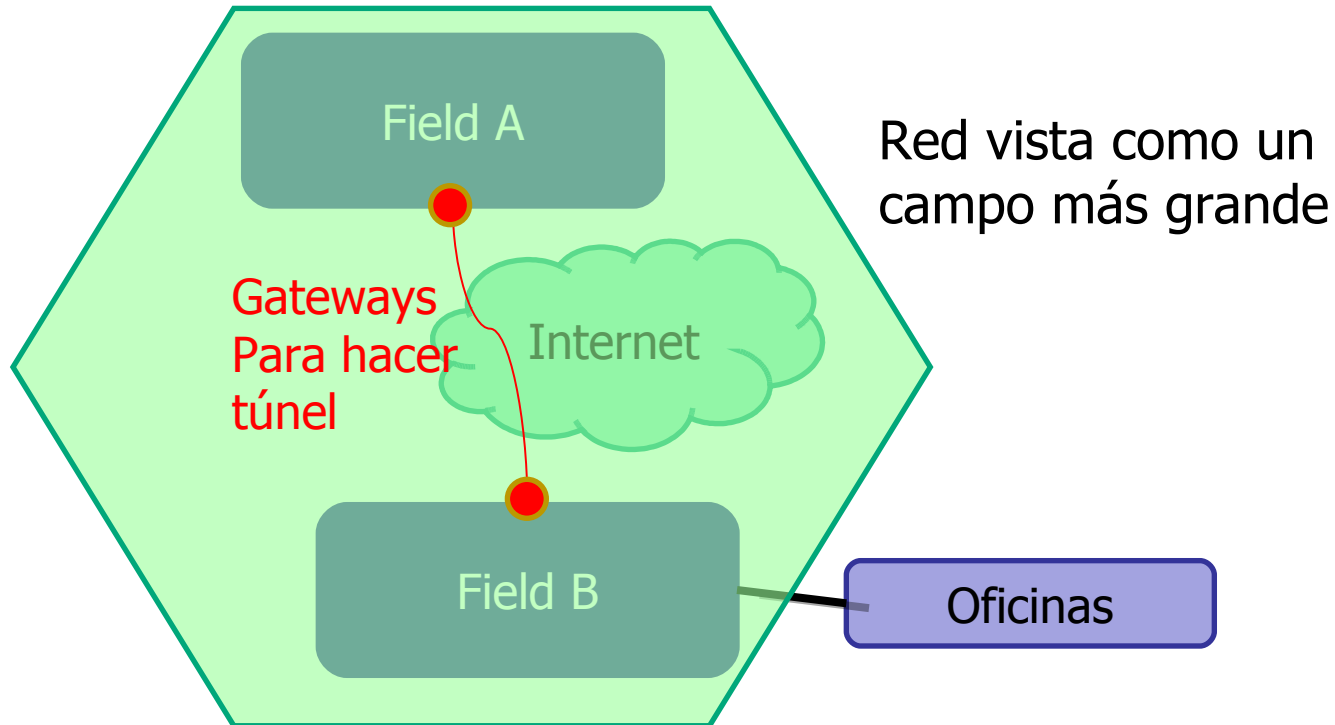 Field A
Red vista como un
campo más grande
Gateways
Para hacer
túnel
Internet
Field B
Oficinas